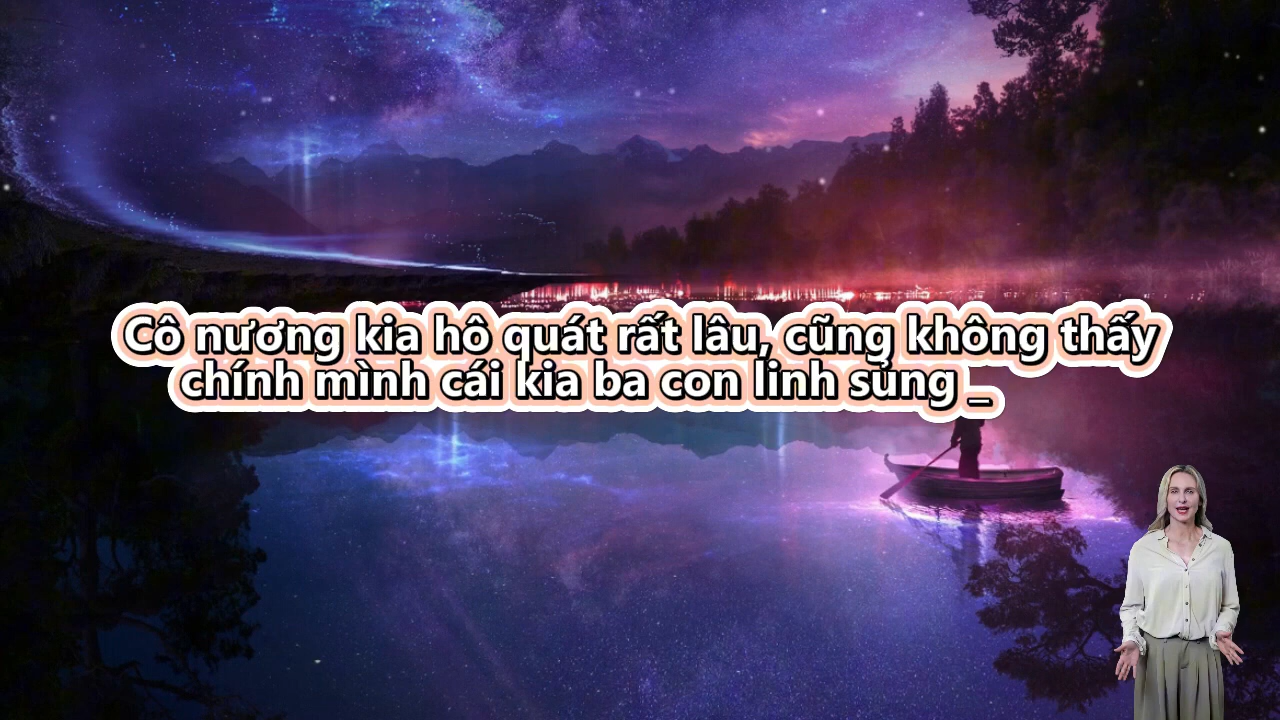 Cô nương kia hô quát rất lâu, cũng không thấy
chính mình cái kia ba con linh sủng _